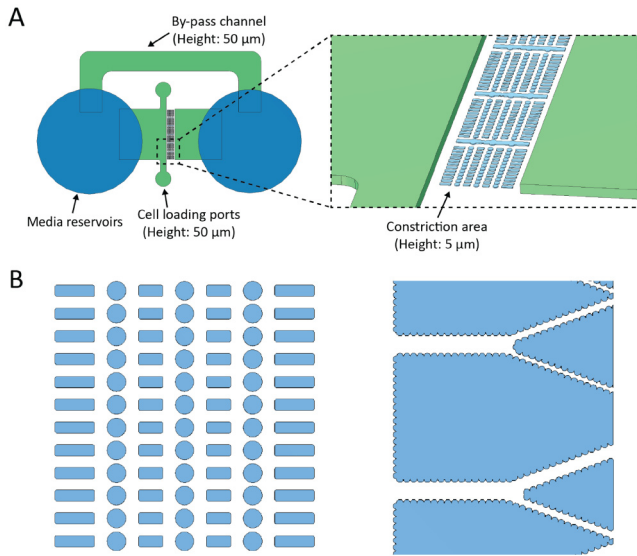 A
By-pass channel
(Height: 50 μm)
Media reservoirs
Cell loading ports
(Height: 50 μm)
Constriction area
(Height: 5 μm)
B